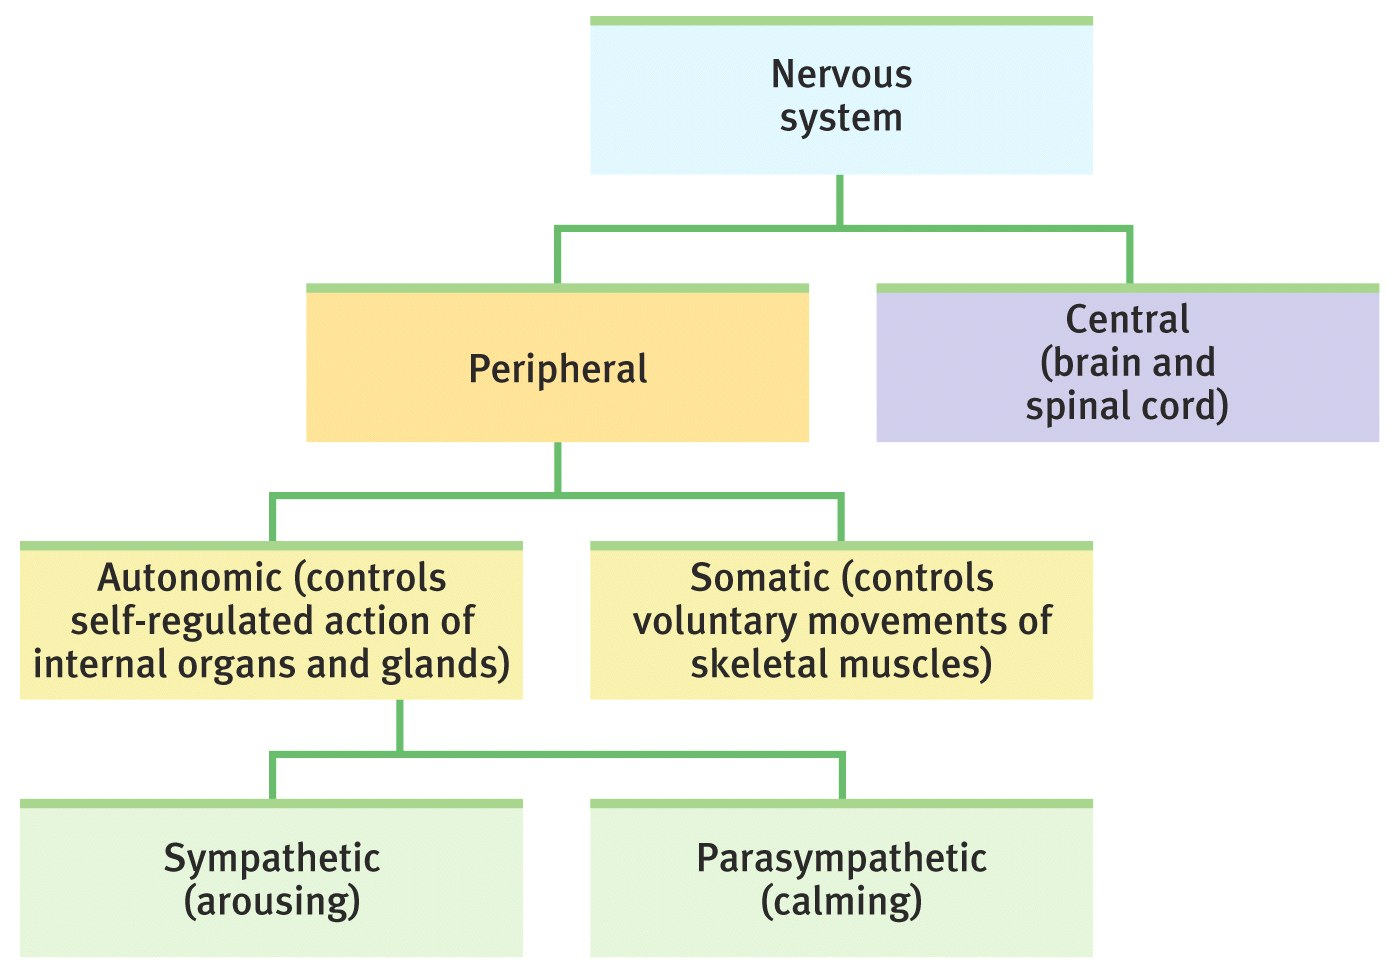 Nervous
system
Peripheral
Central
(brain and
spinal cord)
Autonomic (controls
self-regulated action of
internal organs and glands)
Somatic (controls
voluntary movements of
skeletal muscles)
Sympathetic
(arousing)
Parasympathetic
(calming)